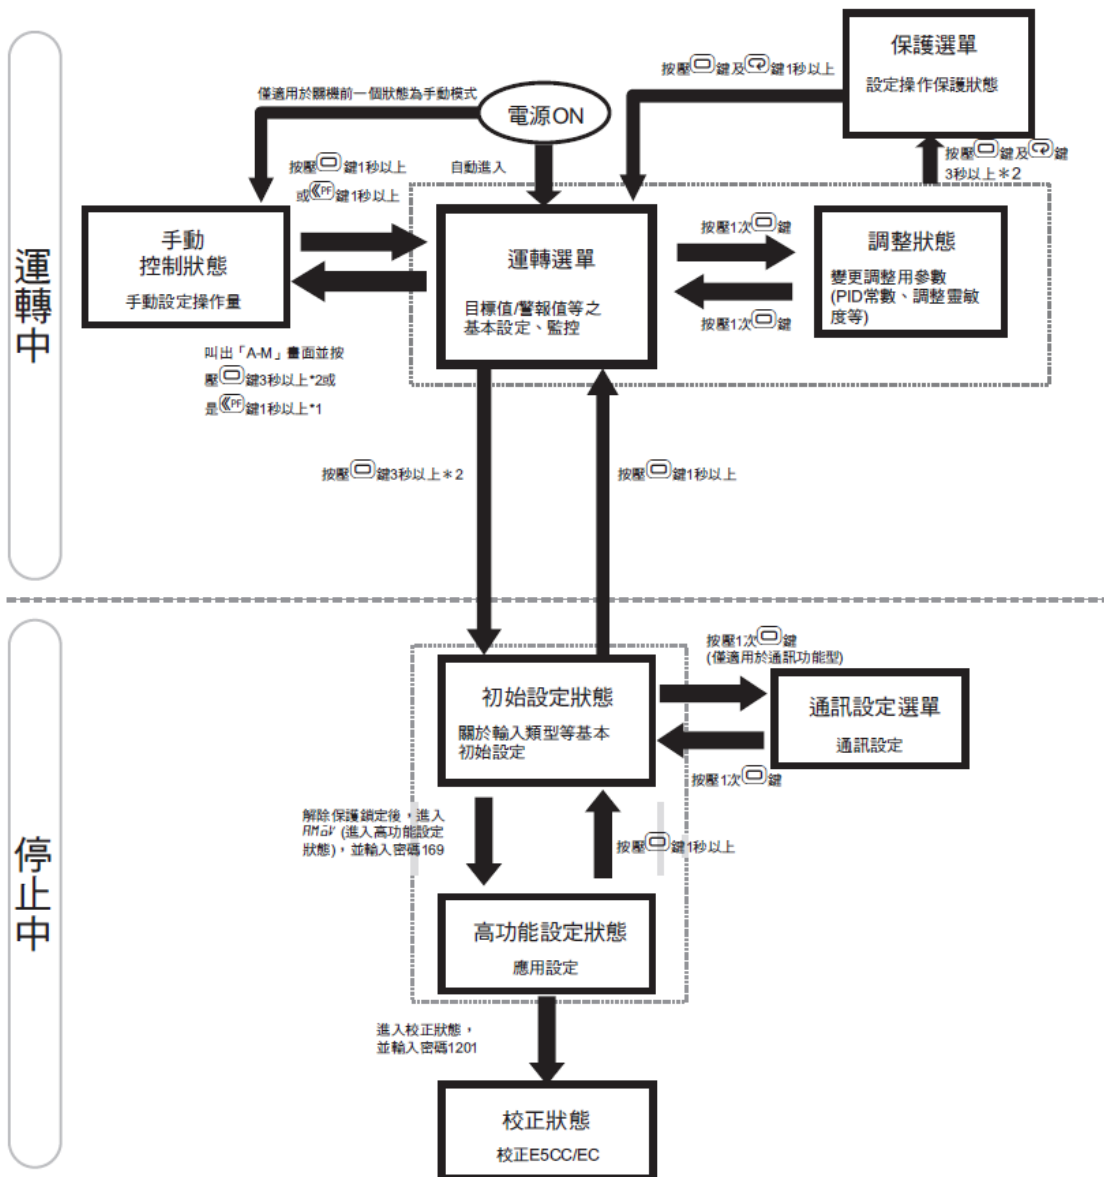 運轉中
保護選單
設定操作保護狀態
按壓 鍵及 鍵1秒以上
僅適用於關機前一個狀態為手動模式
電源ON
按壓 鍵及 鍵
3秒以上＊2
按壓 鍵1秒以上
或 PF 鍵1秒以上
自動進入
手動
控制狀態
手動設定操作量
運轉選單
目標值/警報值等之
基本設定、監控
按壓1次 鍵
調整狀態
變更調整用參數
(PID常數、調整靈敏
度等)
按壓1次 鍵
叫出「A-M」畫面並按
壓 鍵3秒以上*2或
是 PF 鍵1秒以上*1
按壓 鍵3秒以上＊2
按壓 鍵1秒以上
停止中
初始設定狀態
關於輸入類型等基本
初始設定
按壓1次 鍵
(僅適用於通訊功能型)
通訊設定選單
通訊設定
按壓1次 鍵
解除保護鎖定後，進入
(進入高功能設定
狀態)，並輸入密碼169
按壓 鍵1秒以上
高功能設定狀態
應用設定
進入校正狀態，
並輸入密碼1201
校正狀態
校正E5CC/EC